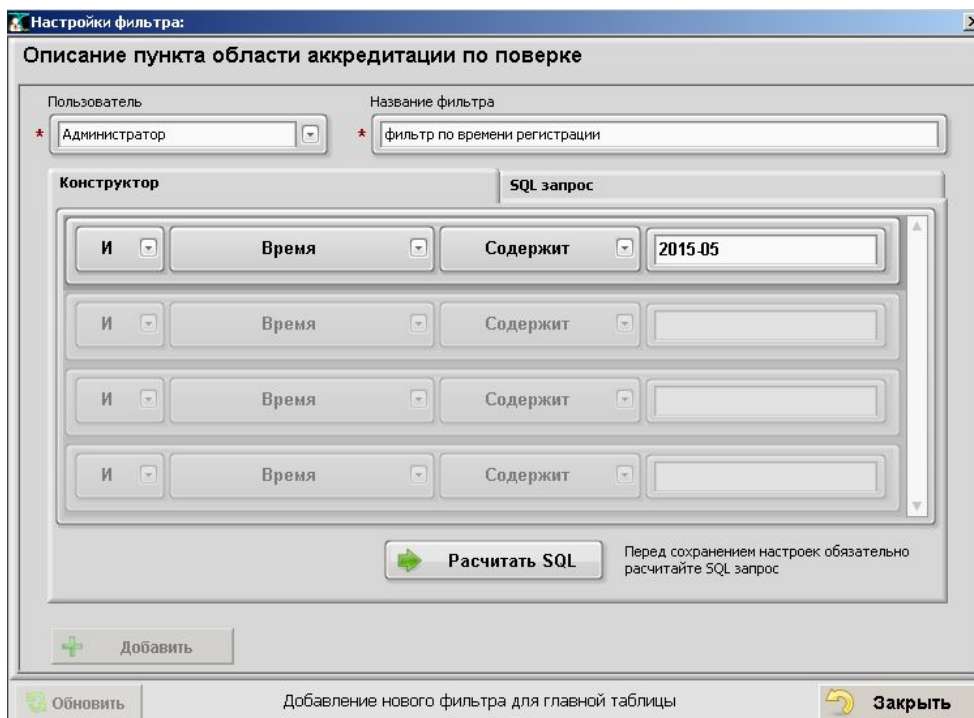 Настройки фильтра:
Описание пункта области аккредитации по поверке
Пользователь
Название фильтра
* Администратор
* фильтр по времени регистрации
Конструктор
SQL запрос
И Время Содержит 2015-05
И Время Содержит
И Время Содержит
И Время Содержит
Расчитать SQL
Перед сохранением настроек обязательно
расчитайте SQL запрос
Добавить
Обновить
Добавление нового фильтра для главной таблицы
Закрыть